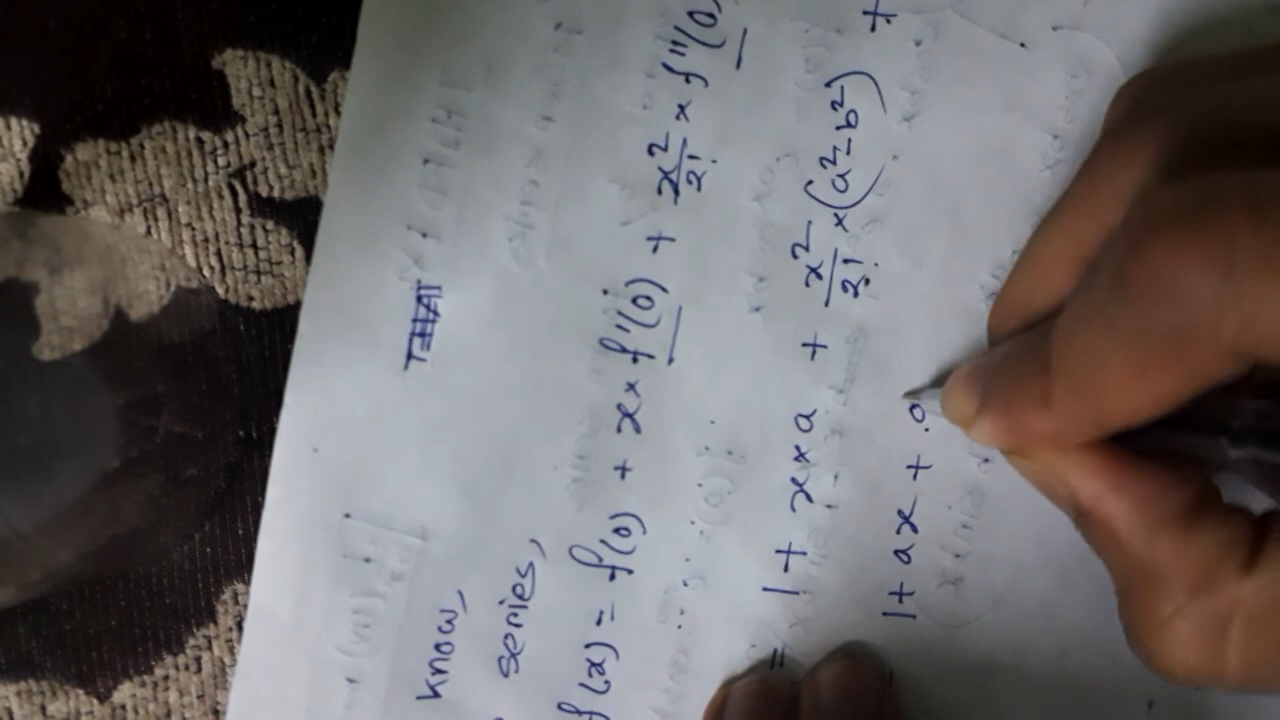 know,
series,
f(x) = f(0) + x × f'(0) + x²/2! × f''(0)
= 1 + x × a + x²/2! × (a² - b²) +
1 + ax +